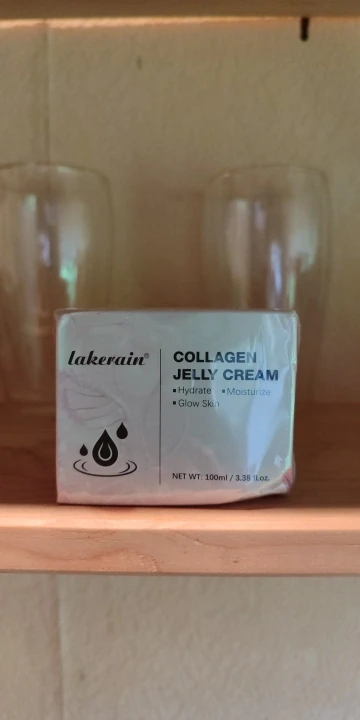 lakerain®
COLLAGEN
JELLY CREAM
▪Hydrate ▪Moisturize
▪Glow Skin
NET WT: 100ml / 3.38 fl.oz.